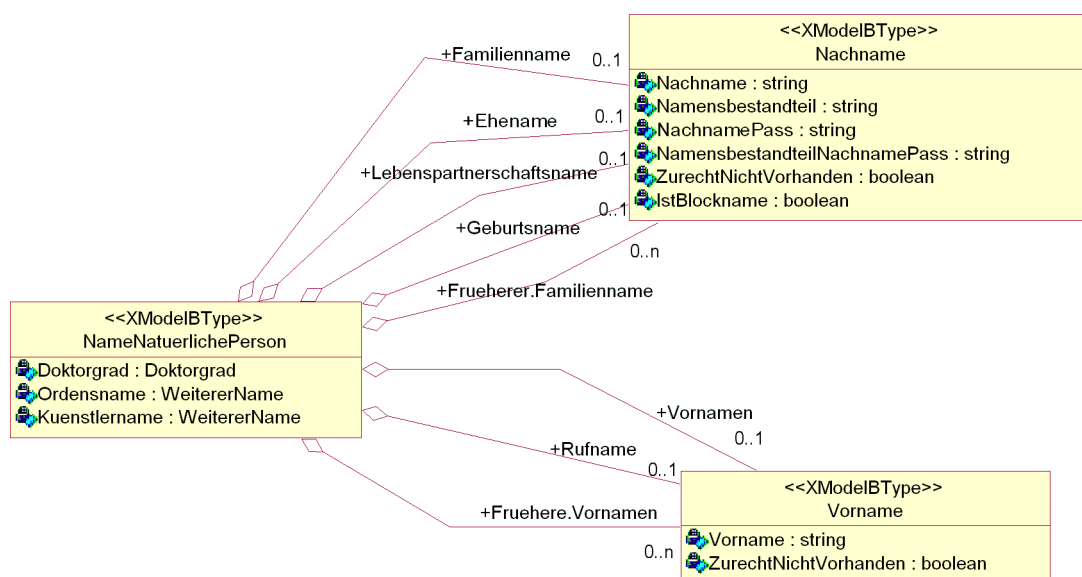 <<XModelBType>>
Nachname
Nachname : string
Namensbestandteil : string
NachnamePass : string
NamensbestandteilNachnamePass : string
ZurechtNichtVorhanden : boolean
IstBlockname : boolean
+Familienname
0..1
+Ehename
0..1
+Lebenspartnerschaftsname
0..1
+Geburtsname
0..1
+Frueherer.Familienname
0..n
<<XModelBType>>
NameNatuerlichePerson
Doktorgrad : Doktorgrad
Ordensname : WeitererName
Kuenstlername : WeitererName
+Vornamen
0..1
+Rufname
0..1
+Fruehere.Vornamen
0..n
<<XModelBType>>
Vorname
Vorname : string
ZurechtNichtVorhanden : boolean